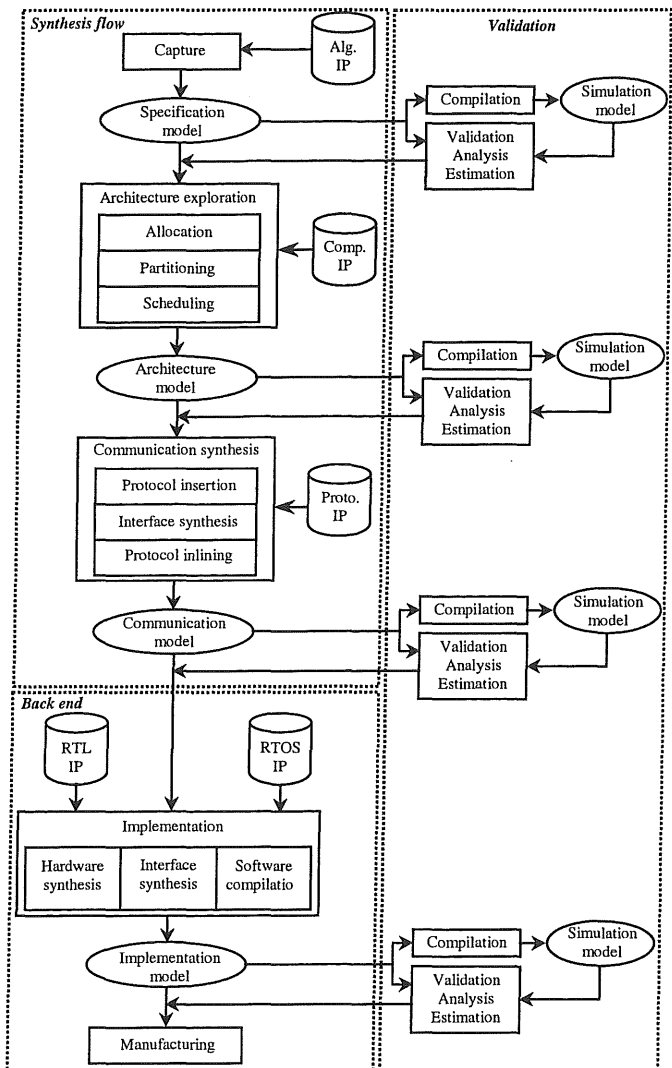 Synthesis flow
Validation
Capture
Alg.
IP
Specification
model
Compilation
Simulation
model
Validation
Analysis
Estimation
Architecture exploration
Allocation
Partitioning
Scheduling
Comp.
IP
Architecture
model
Compilation
Simulation
model
Validation
Analysis
Estimation
Communication synthesis
Protocol insertion
Interface synthesis
Protocol inlining
Proto.
IP
Communication
model
Compilation
Simulation
model
Validation
Analysis
Estimation
Back end
RTL
IP
RTOS
IP
Implementation
Hardware
synthesis
Interface
synthesis
Software
compilatio
Implementation
model
Compilation
Simulation
model
Validation
Analysis
Estimation
Manufacturing